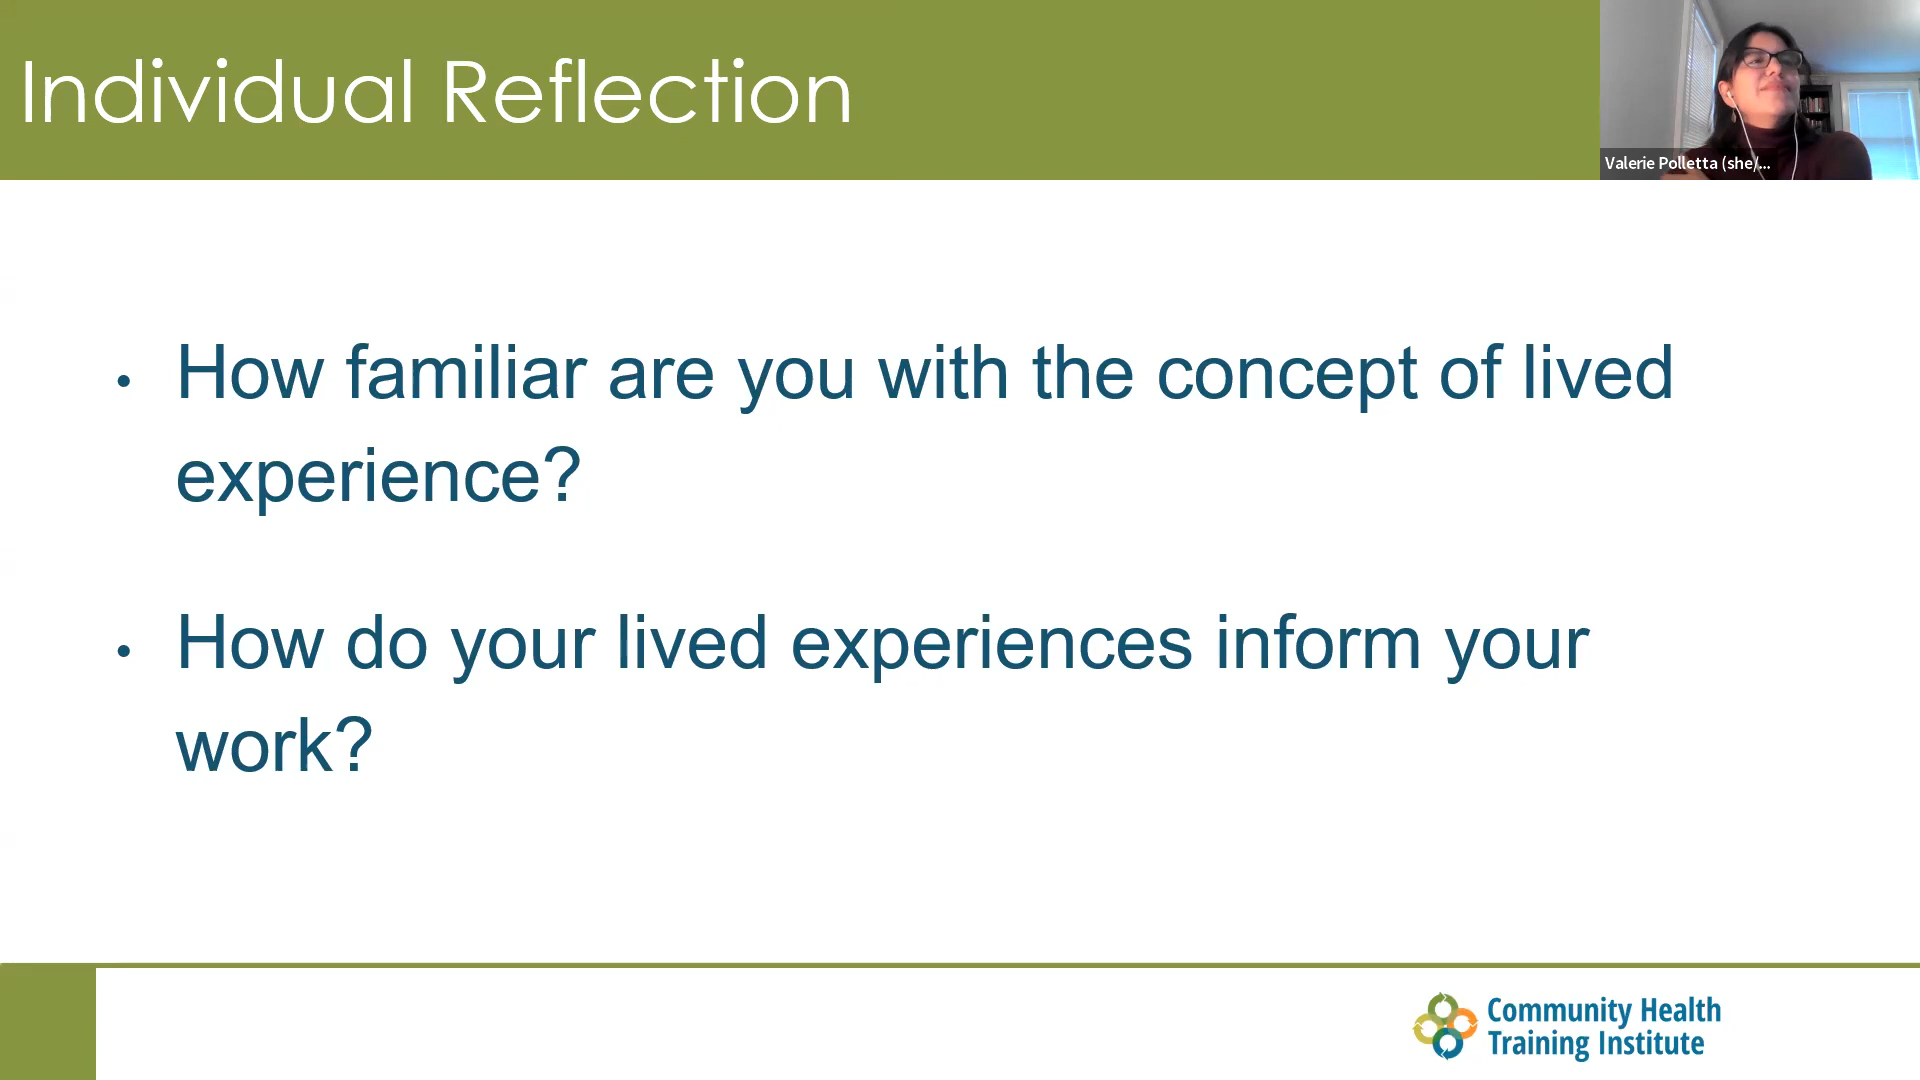 Individual Reflection
Valerie Polletta (she/...
• How familiar are you with the concept of lived
experience?
• How do your lived experiences inform your
work?
Community Health
Training Institute